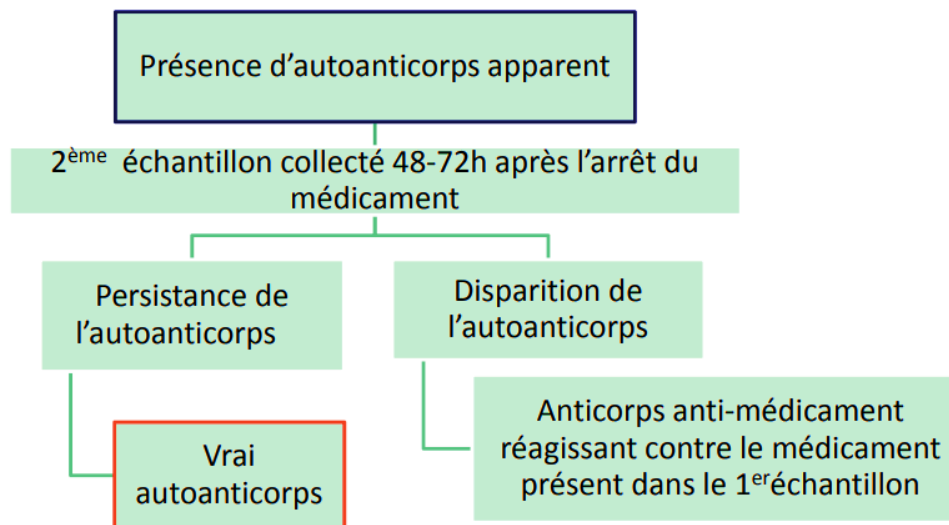 Présence d'autoanticorps apparent
2ème échantillon collecté 48-72h après l'arrêt du
médicament
Persistance de
l'autoanticorps
Disparition de
l'autoanticorps
Vrai
autoanticorps
Anticorps anti-médicament
réagissant contre le médicament
présent dans le 1eréchantillon